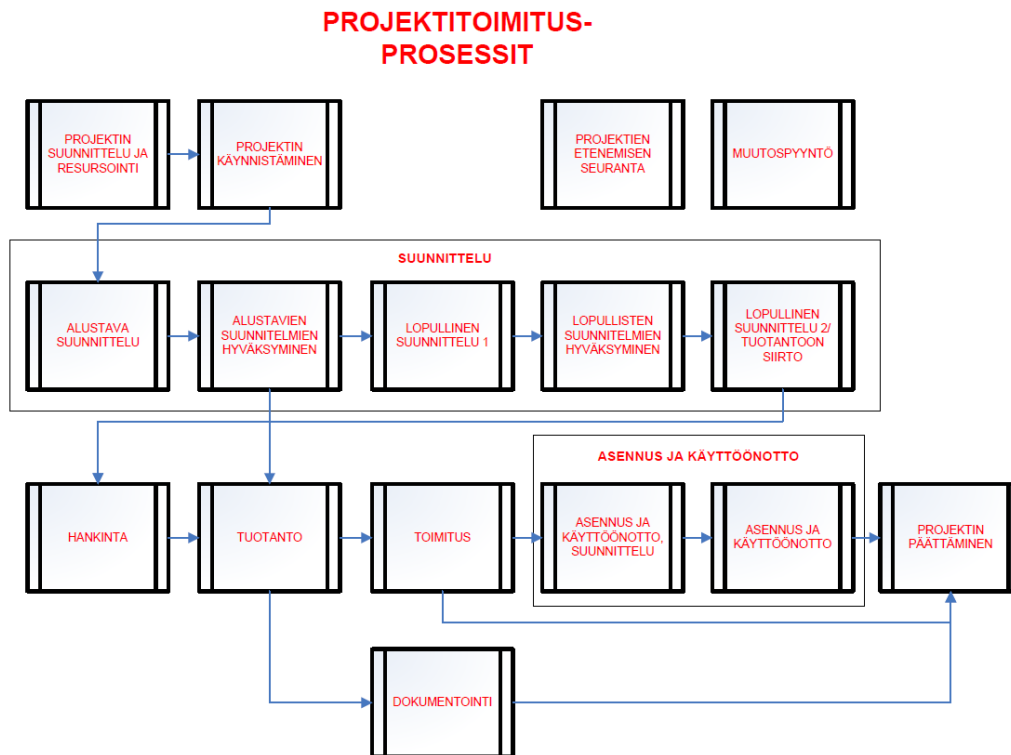 PROJEKTITOIMITUS-
PROSESSIT
PROJEKTIN
SUUNNITTELU JA
RESURSOINTI
PROJEKTIN
KÄYNNISTÄMINEN
PROJEKTIEN
ETENEMISEN
SEURANTA
MUUTOSPYYNTÖ
SUUNNITTELU
ALUSTAVA
SUUNNITTELU
ALUSTAVIEN
SUUNNITELMIEN
HYVÄKSYMINEN
LOPULLINEN
SUUNNITTELU 1
LOPULLISTEN
SUUNNITELMIEN
HYVÄKSYMINEN
LOPULLINEN
SUUNNITTELU 2/
TUOTANTOON
SIIRTO
ASENNUS JA KÄYTTÖÖNOTTO
HANKINTA
TUOTANTO
TOIMITUS
ASENNUS JA
KÄYTTÖÖNOTTO,
SUUNNITTELU
ASENNUS JA
KÄYTTÖÖNOTTO
PROJEKTIN
PÄÄTTÄMINEN
DOKUMENTOINTI